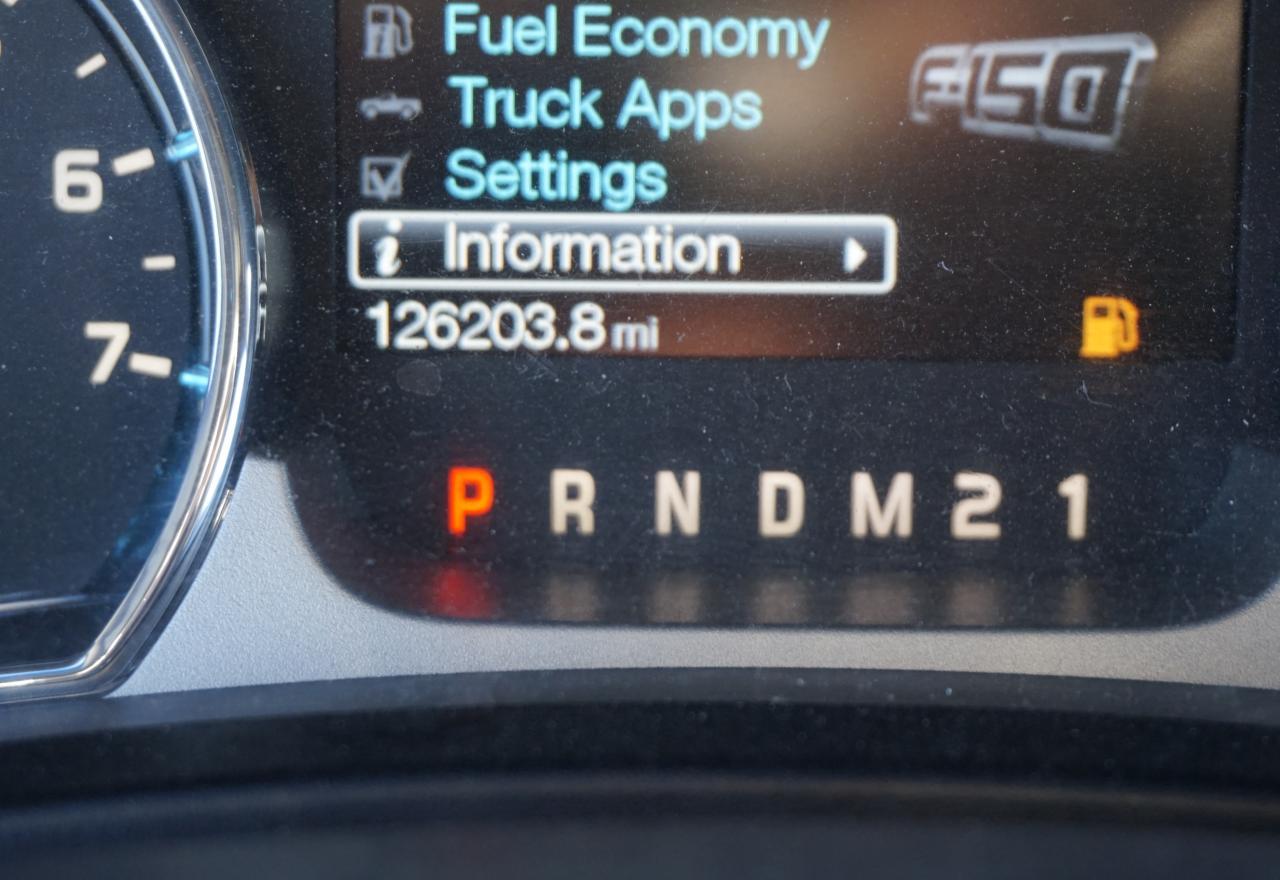 Fuel Economy
Truck Apps
F-150
Settings
6
i Information
126203.8 mi
7
P R N D M 2 1